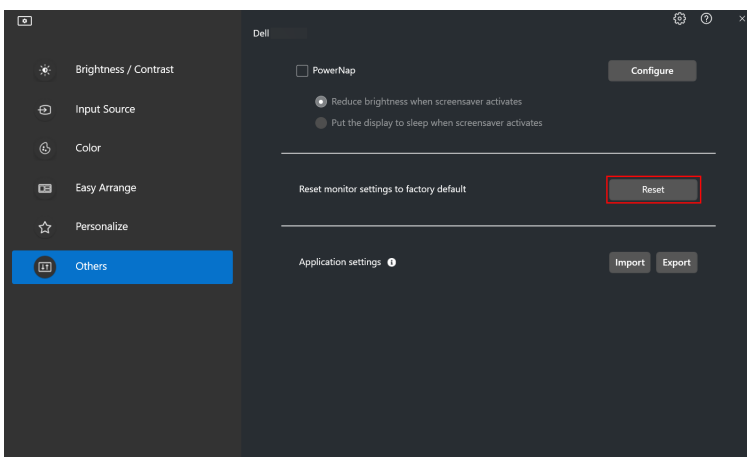 Dell
Brightness / Contrast
Input Source
Color
Easy Arrange
Personalize
Others
PowerNap
Configure
Reduce brightness when screensaver activates
Put the display to sleep when screensaver activates
Reset monitor settings to factory default
Reset
Application settings
Import
Export